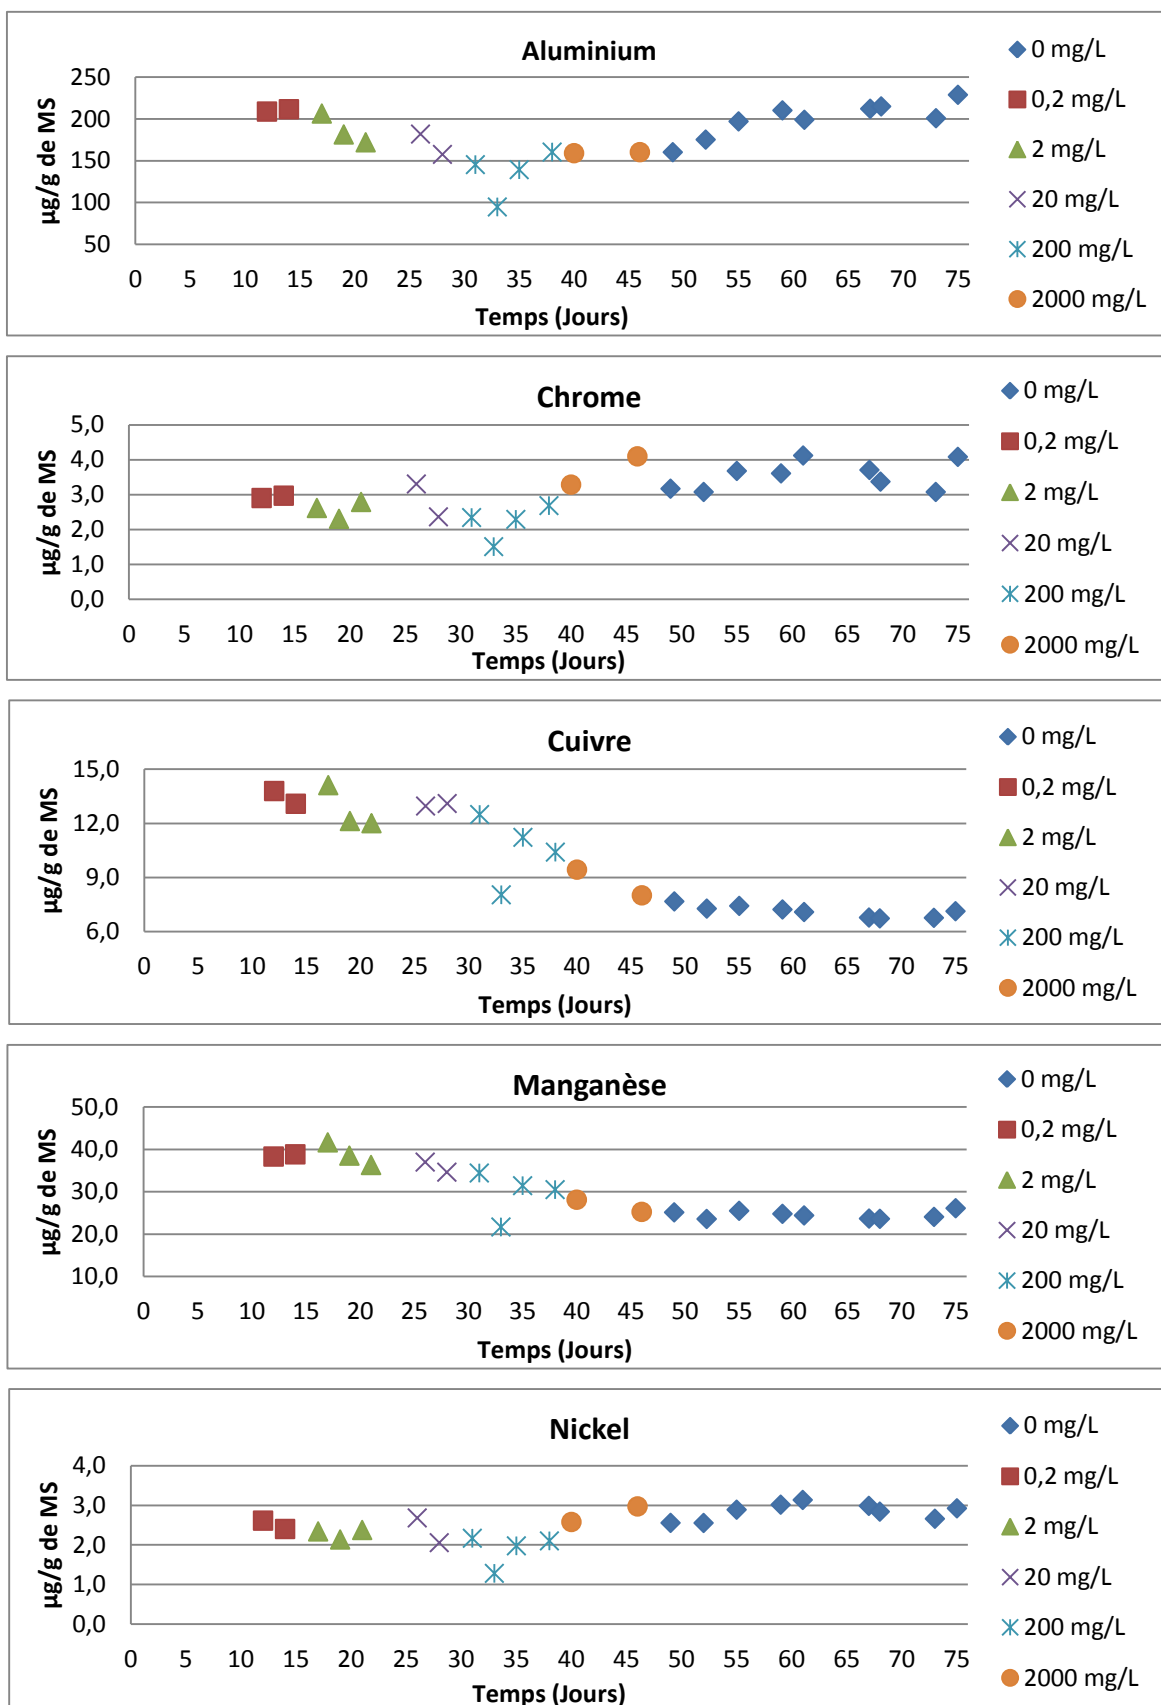 Aluminium
µg/g de MS
250
200
150
100
50
0 5 10 15 20 25 30 35 40 45 50 55 60 65 70 75
Temps (Jours)
0 mg/L
0,2 mg/L
2 mg/L
20 mg/L
200 mg/L
2000 mg/L
Chrome
µg/g de MS
5,0
4,0
3,0
2,0
1,0
0,0
0 5 10 15 20 25 30 35 40 45 50 55 60 65 70 75
Temps (Jours)
0 mg/L
0,2 mg/L
2 mg/L
20 mg/L
200 mg/L
2000 mg/L
Cuivre
µg/g de MS
15,0
12,0
9,0
6,0
0 5 10 15 20 25 30 35 40 45 50 55 60 65 70 75
Temps (Jours)
0 mg/L
0,2 mg/L
2 mg/L
20 mg/L
200 mg/L
2000 mg/L
Manganèse
µg/g de MS
50,0
40,0
30,0
20,0
10,0
0 5 10 15 20 25 30 35 40 45 50 55 60 65 70 75
Temps (Jours)
0 mg/L
0,2 mg/L
2 mg/L
20 mg/L
200 mg/L
2000 mg/L
Nickel
µg/g de MS
4,0
3,0
2,0
1,0
0,0
0 5 10 15 20 25 30 35 40 45 50 55 60 65 70 75
Temps (Jours)
0 mg/L
0,2 mg/L
2 mg/L
20 mg/L
200 mg/L
2000 mg/L